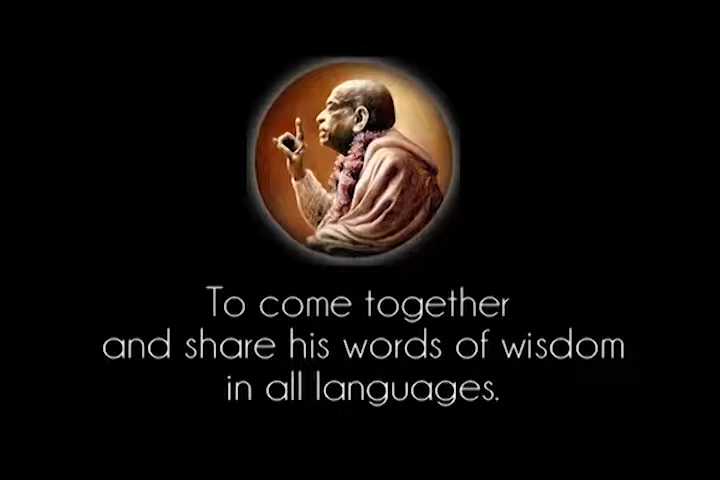 To come together
and share his words of wisdom
in all languages.